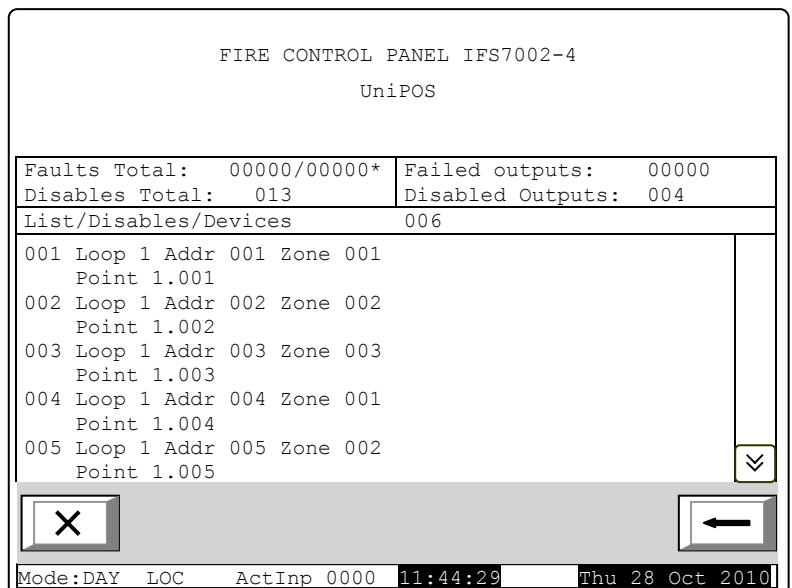 FIRE CONTROL PANEL IFS7002-4
UniPOS
Faults Total: 00000/00000* Failed outputs: 00000
Disables Total: 013 Disabled Outputs: 004
List/Disables/Devices 006
001 Loop 1 Addr 001 Zone 001
Point 1.001
002 Loop 1 Addr 002 Zone 002
Point 1.002
003 Loop 1 Addr 003 Zone 003
Point 1.003
004 Loop 1 Addr 004 Zone 001
Point 1.004
005 Loop 1 Addr 005 Zone 002
Point 1.005
Mode:DAY LOC ActInp 0000 11:44:29 Thu 28 Oct 2010